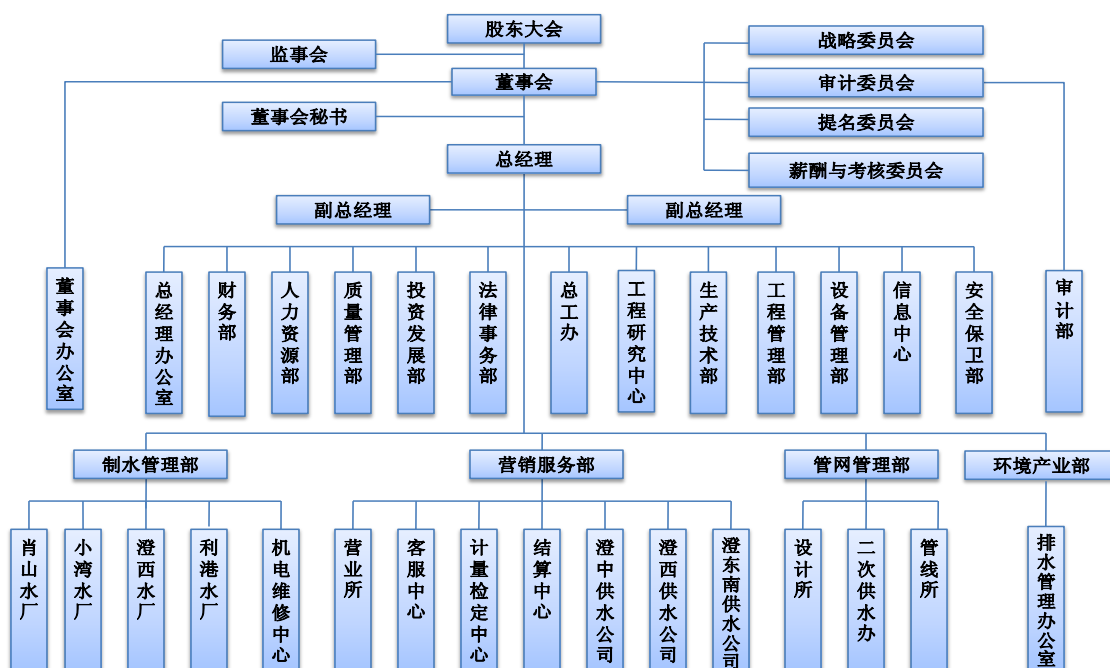 股东大会
监事会
战略委员会
董事会
审计委员会
董事会秘书
提名委员会
总经理
薪酬与考核委员会
副总经理
副总经理
董事会办公室
总经理办公室
财务部
人力资源部
质量管理部
投资发展部
法律事务部
总工办
工程研究中心
生产技术部
工程管理部
设备管理部
信息中心
安全保卫部
审计部
制水管理部
营销服务部
管网管理部
环境产业部
肖山水厂
小湾水厂
澄西水厂
利港水厂
机电维修中心
营业所
客服中心
计量检定中心
结算中心
澄中供水公司
澄西供水公司
澄东南供水公司
设计所
二次供水办
管线所
排水管理办公室